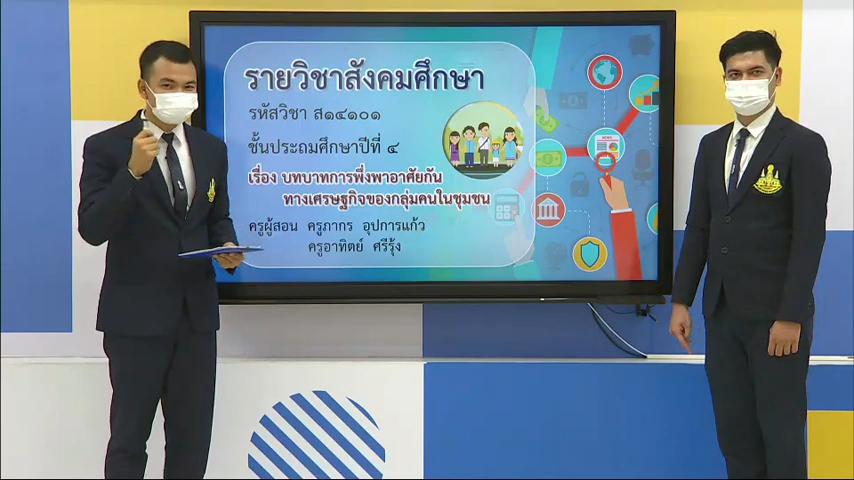 รายวิชาสังคมศึกษา
รหัสวิชา ส๑๔๑๐๑
ชั้นประถมศึกษาปีที่ ๔
เรื่อง บทบาทการพึ่งพาอาศัยกัน
ทางเศรษฐกิจของกลุ่มคนในชุมชน
ครูผู้สอน ครูภากร อุปการแก้ว
ครูอาทิตย์ ศรีรุ้ง